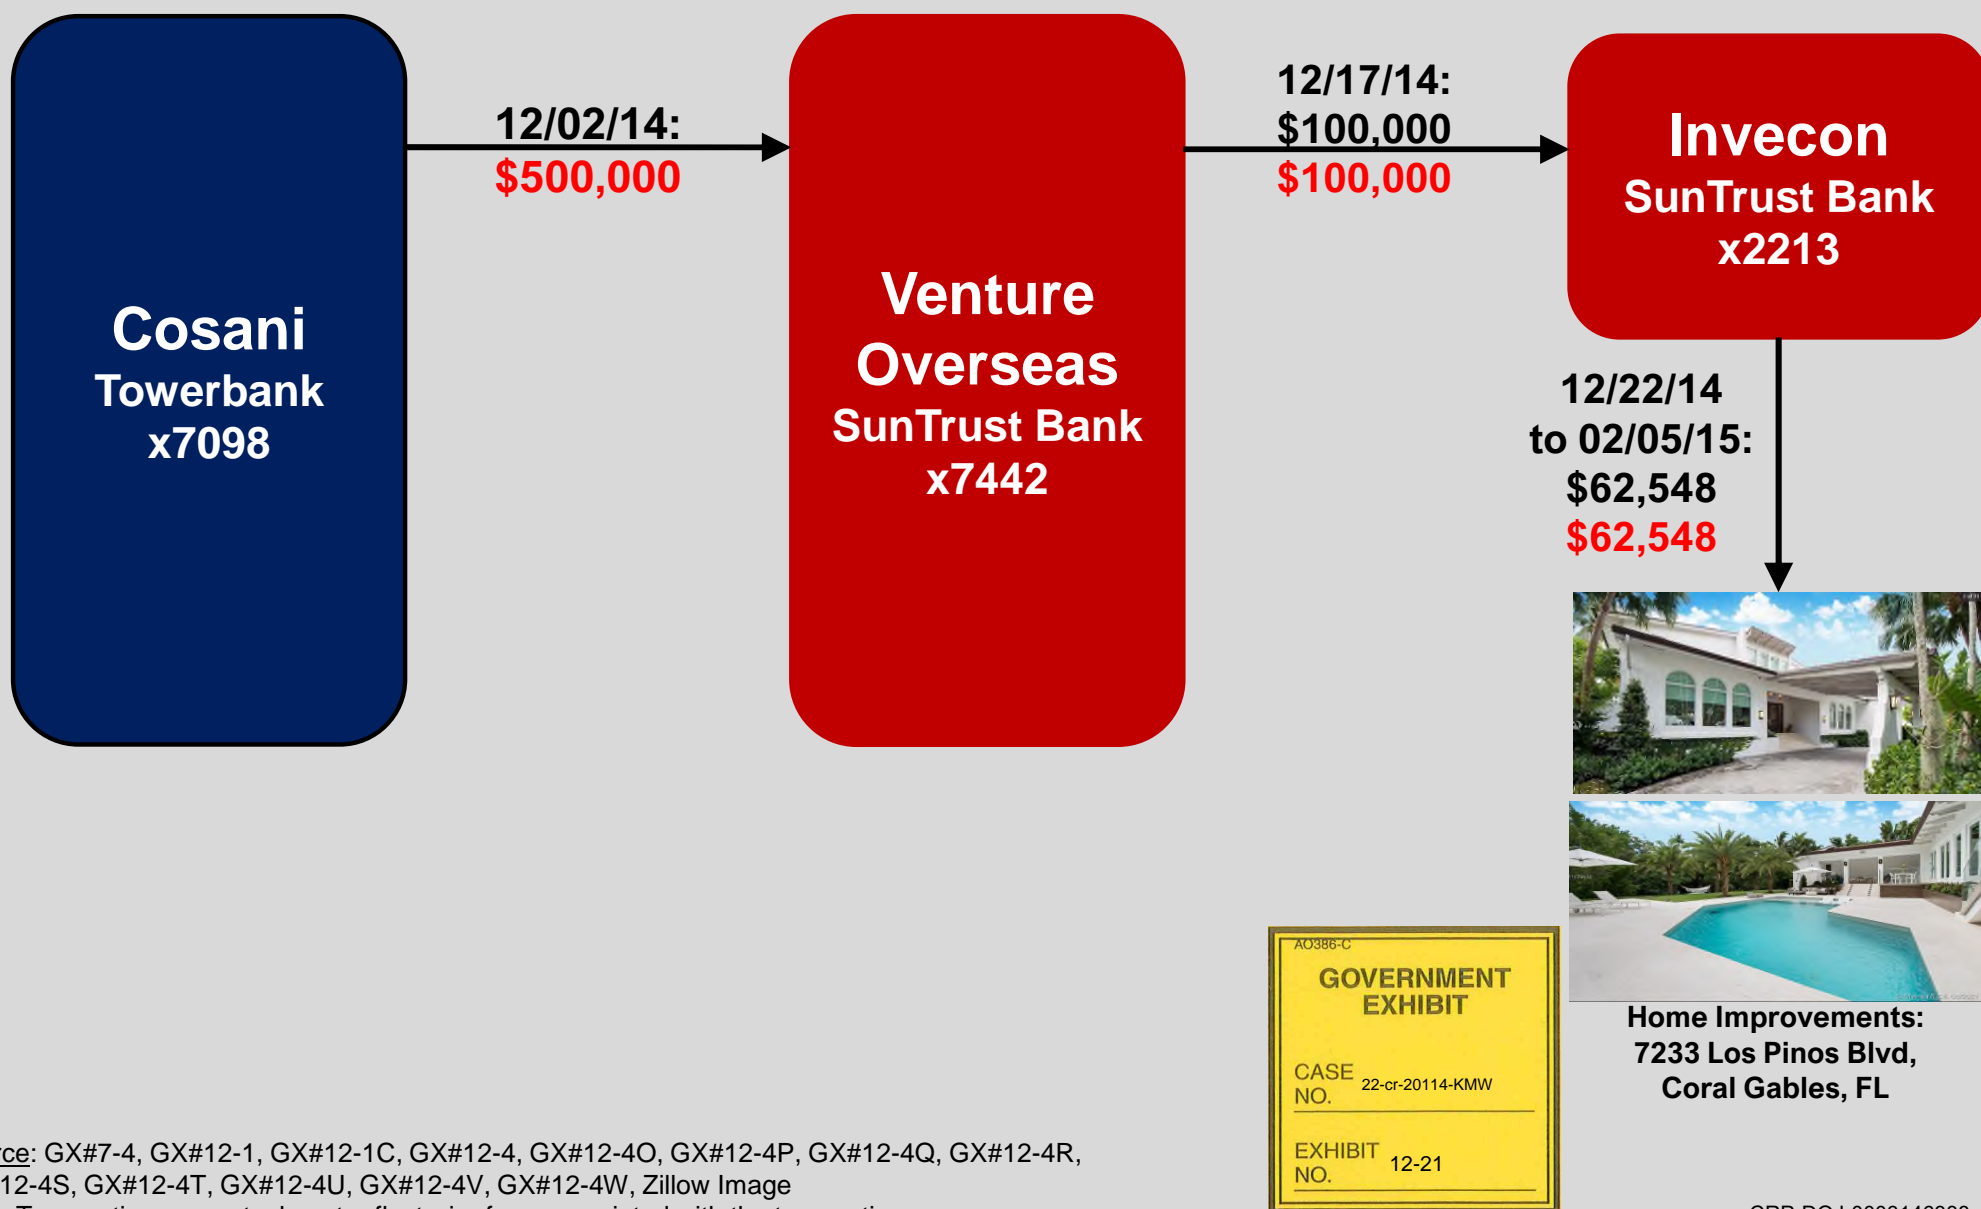 Cosani
Towerbank
x7098
12/02/14:
$500,000
Venture
Overseas
SunTrust Bank
x7442
12/17/14:
$100,000
$100,000
Invecon
SunTrust Bank
x2213
12/22/14
to 02/05/15:
$62,548
$62,548
Home Improvements:
7233 Los Pinos Blvd,
Coral Gables, FL
AO386-C
GOVERNMENT
EXHIBIT
CASE
NO. 22-cr-20114-KMW
EXHIBIT
NO. 12-21
rce: GX#7-4, GX#12-1, GX#12-1C, GX#12-4, GX#12-4O, GX#12-4P, GX#12-4Q, GX#12-4R,
12-4S, GX#12-4T, GX#12-4U, GX#12-4V, GX#12-4W, Zillow Image